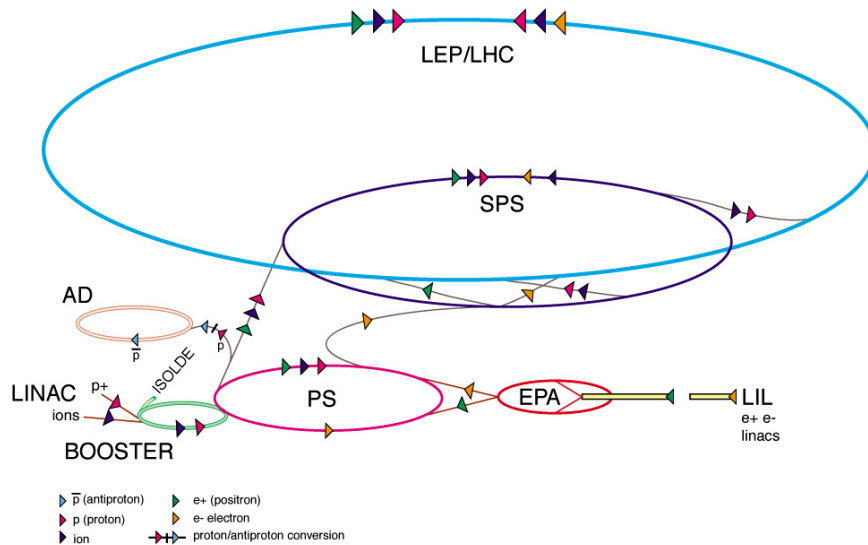 LEP/LHC
SPS
AD
p̅
p
ISOLDE
LINAC
p+
ions
BOOSTER
PS
EPA
LIL
e+ e-
linacs
p̅ (antiproton)
p (proton)
ion
e+ (positron)
e- electron
proton/antiproton conversion